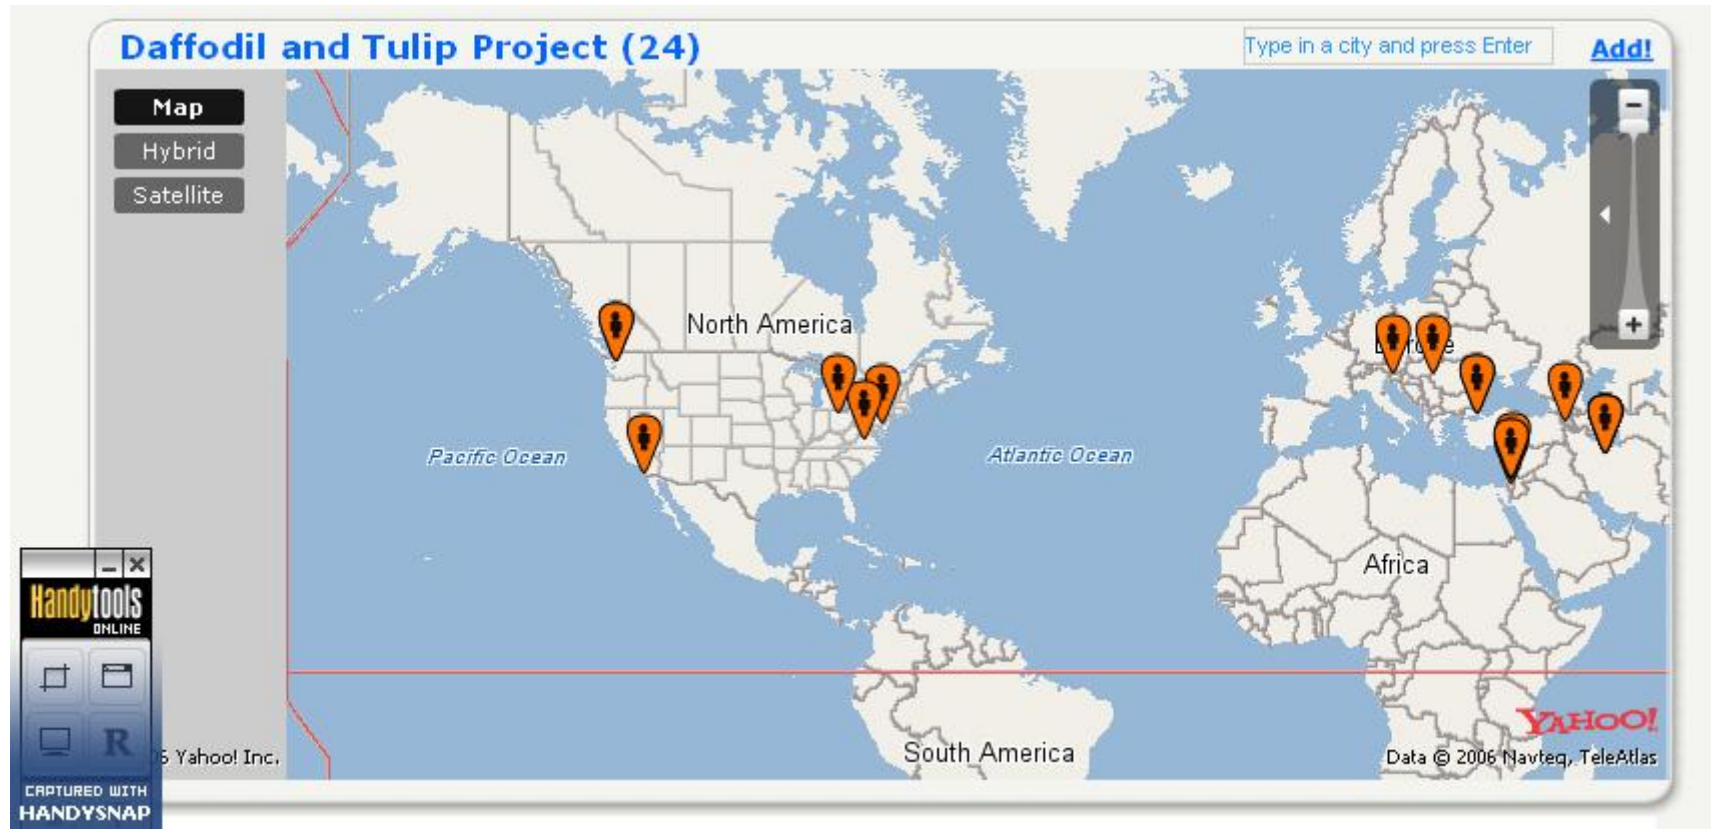 Daffodil and Tulip Project (24)
Type in a city and press Enter
Add!
Map
Hybrid
Satellite
North America
Pacific Ocean
Atlantic Ocean
Africa
South America
YAHOO!
Yahoo! Inc.
Data © 2006 Navteq, TeleAtlas
Handytools
ONLINE
R
CAPTURED WITH
HANDYSNAP